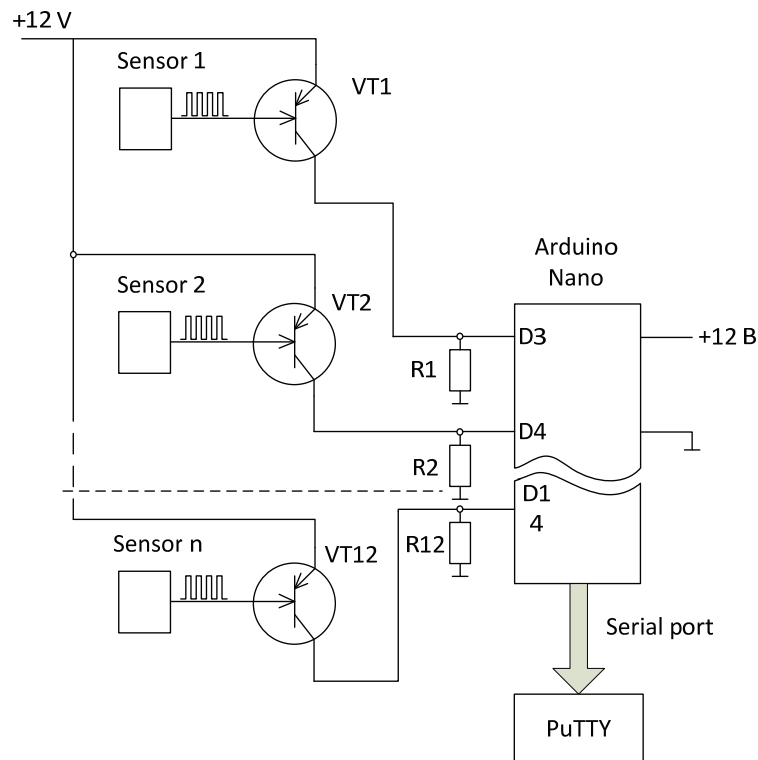 +12 V
Sensor 1
VT1
Arduino
Nano
Sensor 2
VT2
D3
+12 B
R1
D4
R2
D1
4
Sensor n
VT12
R12
Serial port
PuTTY